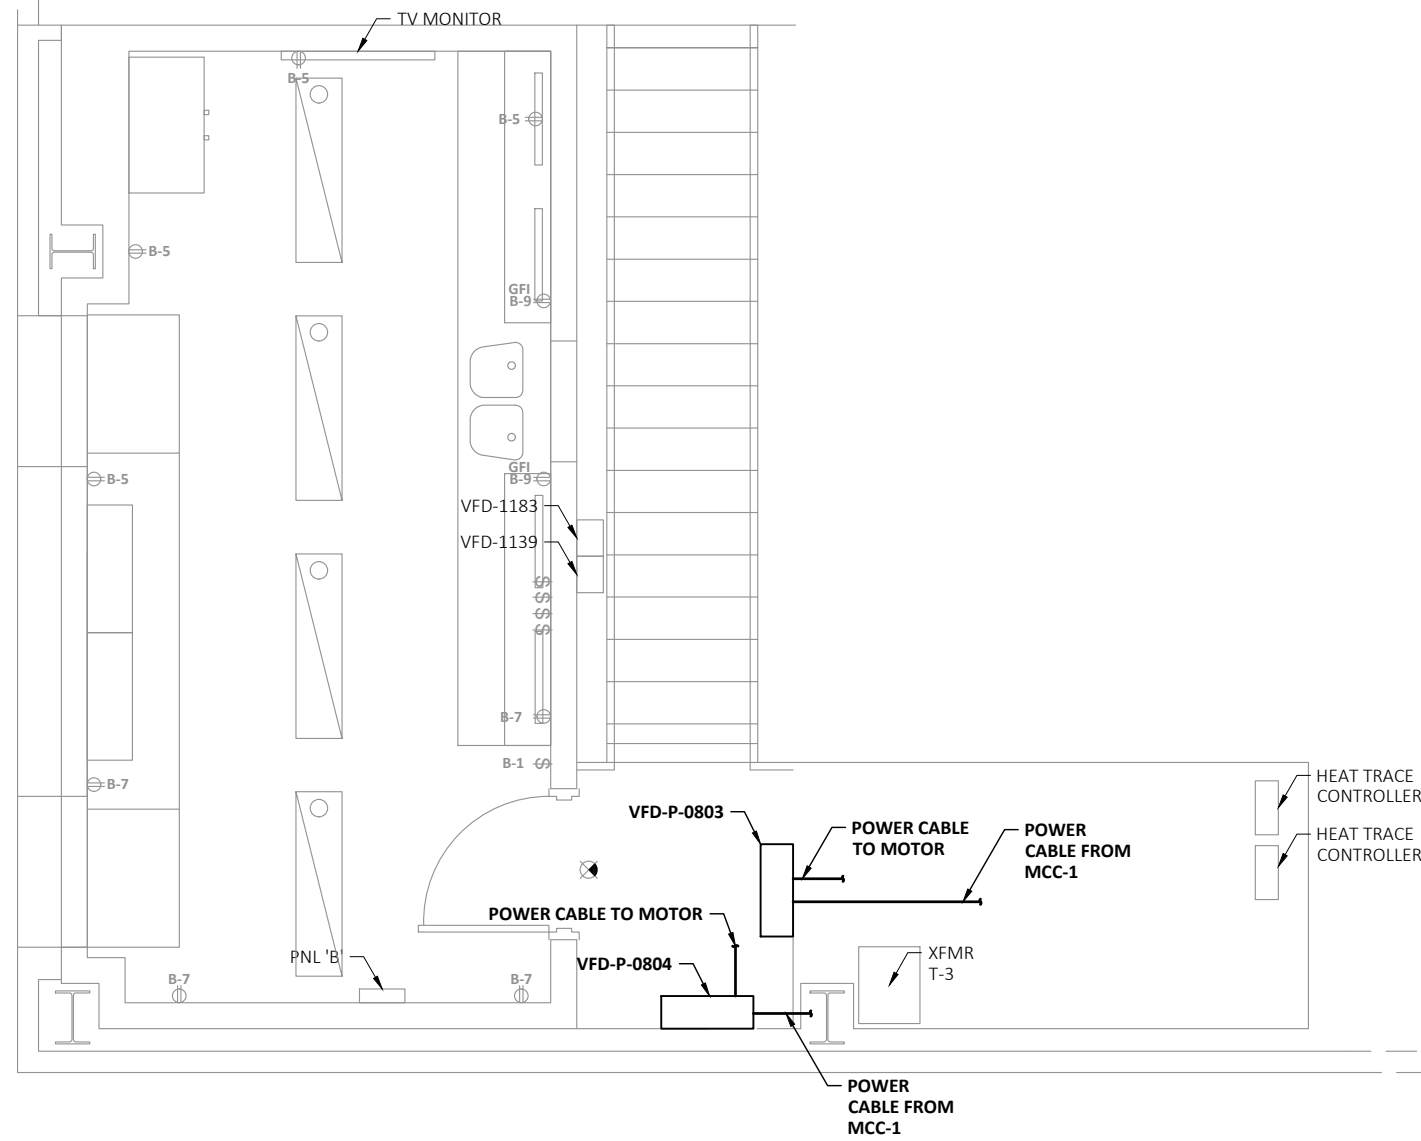 TV MONITOR
B-5
B-5
B-5
GFI
B-9
GFI
B-9
B-5
VFD-1183
VFD-1139
S
S
S
S
B-7
B-1 S
B-7
HEAT TRACE
CONTROLLER
VFD-P-0803
POWER CABLE
TO MOTOR
POWER
CABLE FROM
MCC-1
HEAT TRACE
CONTROLLER
POWER CABLE TO MOTOR
PNL 'B'
VFD-P-0804
XFMR
T-3
B-7
B-7
POWER
CABLE FROM
MCC-1